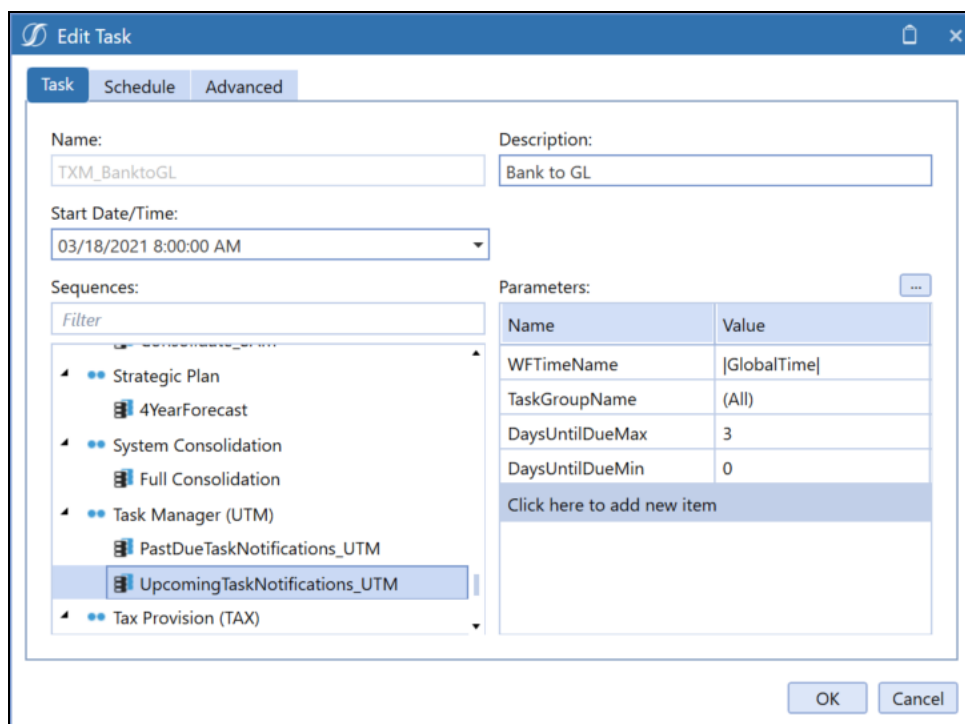 Edit Task
Task Schedule Advanced
Name: Description:
TXM_BanktoGL Bank to GL
Start Date/Time:
03/18/2021 8:00:00 AM
Sequences: Parameters: ...
Filter Name Value
Strategic Plan WFTimeName |GlobalTime|
4YearForecast TaskGroupName (All)
System Consolidation DaysUntilDueMax 3
Full Consolidation DaysUntilDueMin 0
Task Manager (UTM) Click here to add new item
PastDueTaskNotifications_UTM
UpcomingTaskNotifications_UTM
Tax Provision (TAX)
OK Cancel